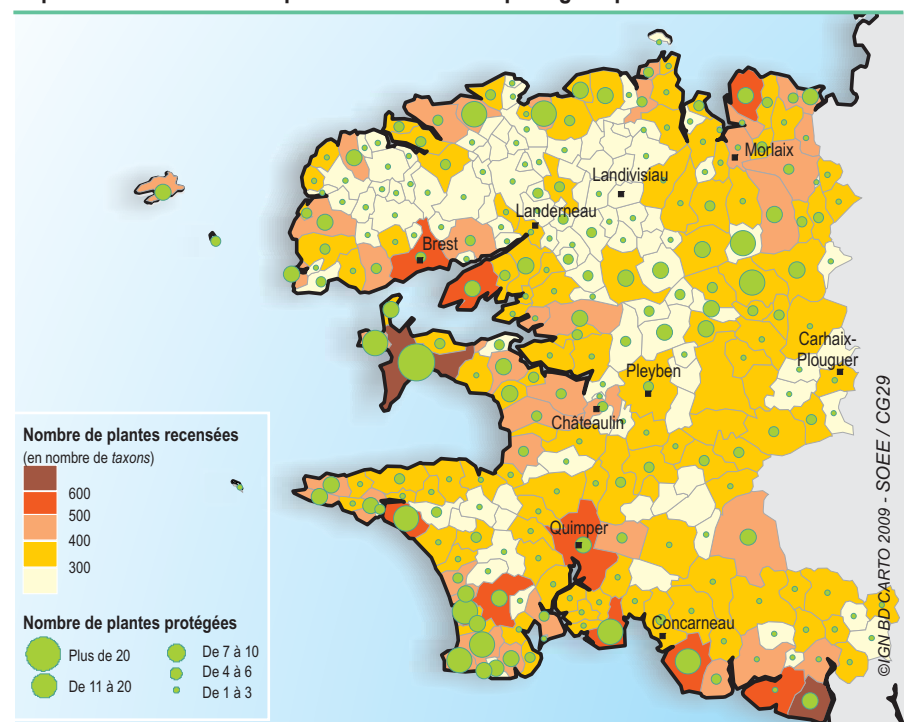 Morlaix
Landivisiau
Landerneau
Brest
Carhaix-
Plouguer
Pleyben
Châteaulin
Quimper
Concarneau
Nombre de plantes recensées
(en nombre de taxons)
600
500
400
300
Nombre de plantes protégées
Plus de 20
De 11 à 20
De 7 à 10
De 4 à 6
De 1 à 3
©IGN BD CARTO 2009 - SOEE / CG29